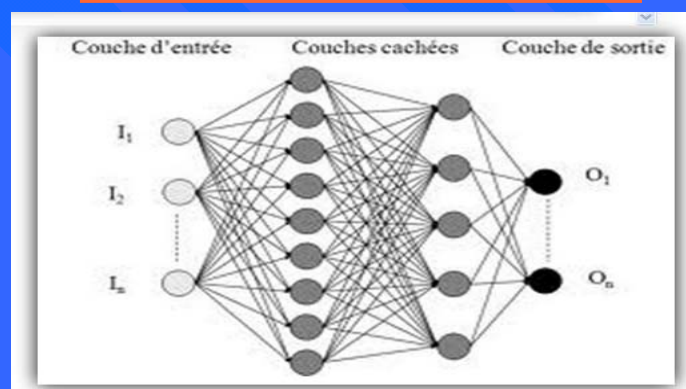 Couche d'entrée Couches cachées Couche de sortie
I₁
O₁
I₂
Iₙ
Oₙ